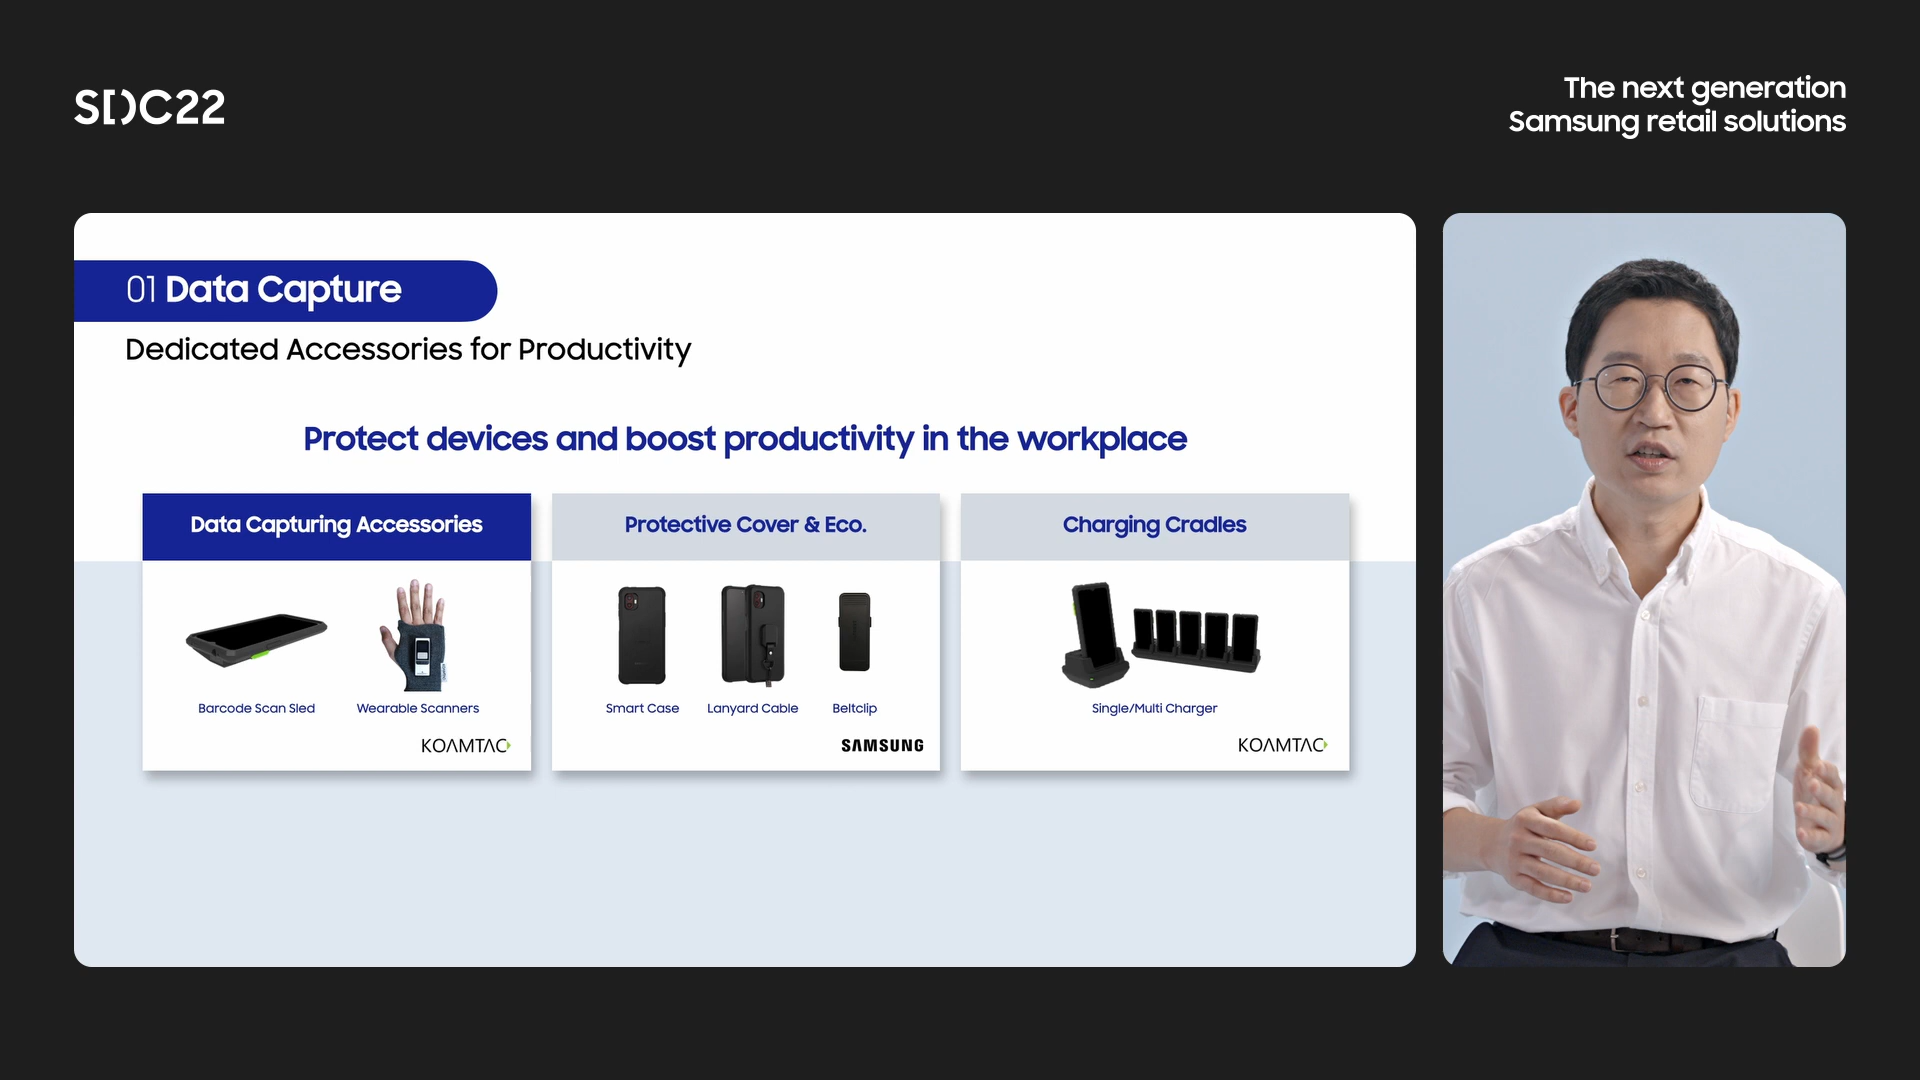 SDC22
The next generation
Samsung retail solutions
01 Data Capture
Dedicated Accessories for Productivity
Protect devices and boost productivity in the workplace
Data Capturing Accessories
Barcode Scan Sled
Wearable Scanners
KOAMTAC
Protective Cover & Eco.
Smart Case
Lanyard Cable
Beltclip
SAMSUNG
Charging Cradles
Single/Multi Charger
KOAMTAC